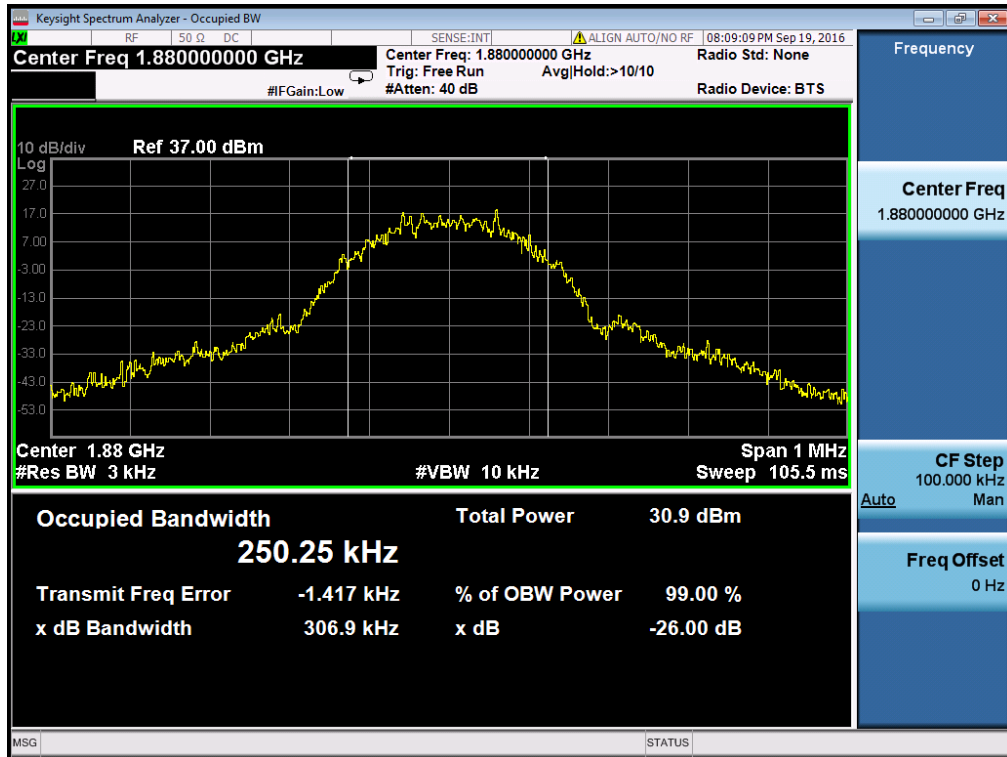 Keysight Spectrum Analyzer - Occupied BW
LXI RF 50 Ω DC SENSE:INT ALIGN AUTO/NO RF 08:09:09 PM Sep 19, 2016
Center Freq 1.880000000 GHz
Center Freq: 1.880000000 GHz Radio Std: None
Trig: Free Run Avg|Hold:>10/10
#IFGain:Low #Atten: 40 dB Radio Device: BTS
10 dB/div Ref 37.00 dBm
Log
27.0
17.0
7.00
-3.00
-13.0
-23.0
-33.0
-43.0
-53.0
Center 1.88 GHz Span 1 MHz
#Res BW 3 kHz #VBW 10 kHz Sweep 105.5 ms
Occupied Bandwidth Total Power 30.9 dBm
250.25 kHz
Transmit Freq Error -1.417 kHz % of OBW Power 99.00 %
x dB Bandwidth 306.9 kHz x dB -26.00 dB
MSG STATUS
Frequency
Center Freq
1.880000000 GHz
CF Step
100.000 kHz
Auto Man
Freq Offset
0 Hz